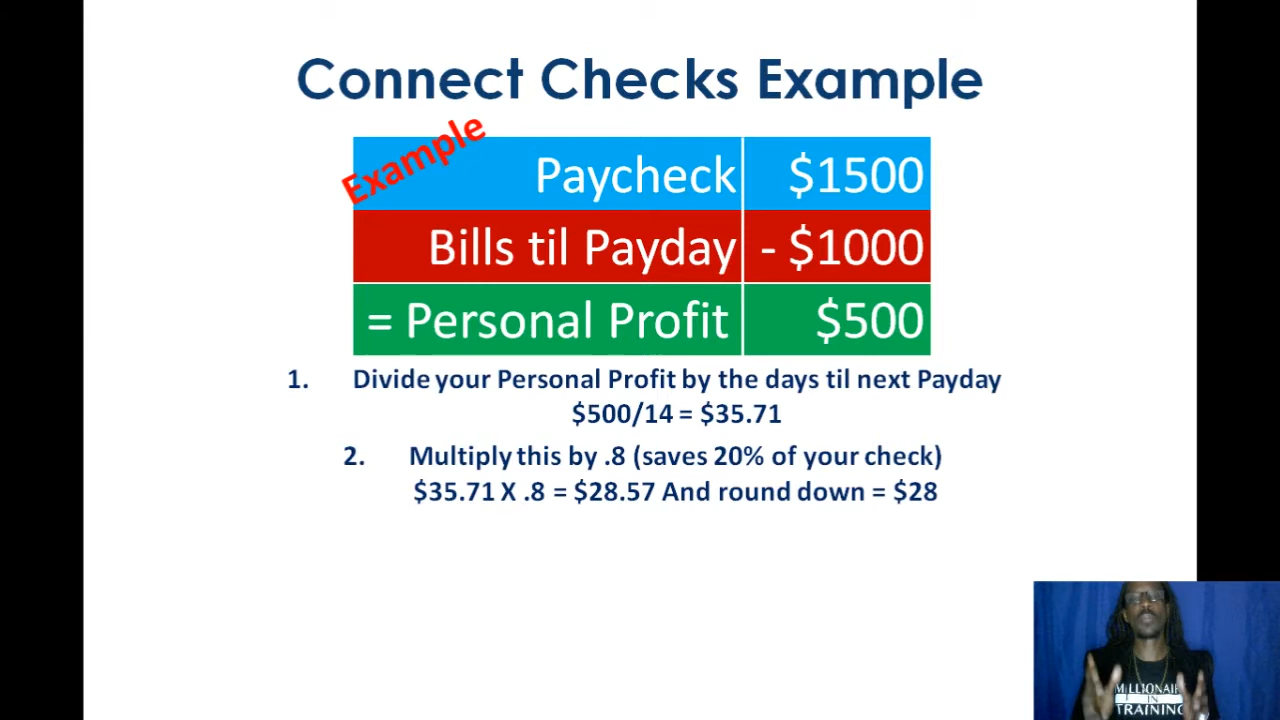 Connect Checks Example
Example
Paycheck $1500
Bills til Payday - $1000
= Personal Profit $500
1. Divide your Personal Profit by the days til next Payday
$500/14 = $35.71
2. Multiply this by .8 (saves 20% of your check)
$35.71 X .8 = $28.57 And round down = $28
MILLIONAIRE
IN
TRAINING